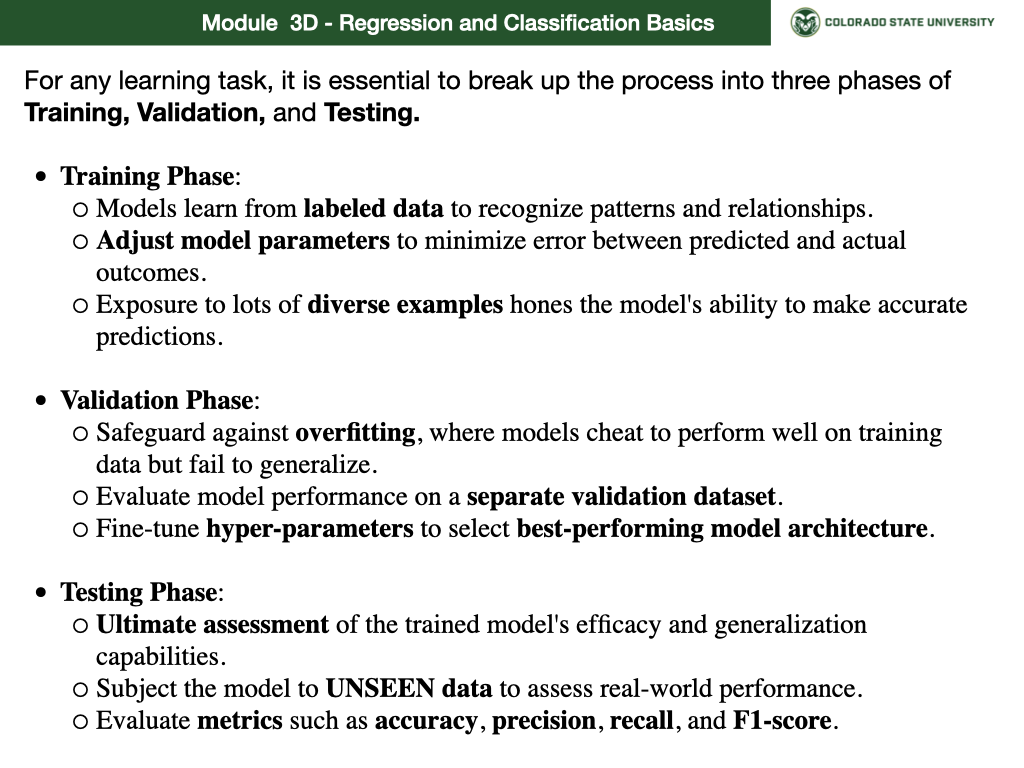 Module 3D - Regression and Classification Basics
COLORADO STATE UNIVERSITY
For any learning task, it is essential to break up the process into three phases of
Training, Validation, and Testing.
• Training Phase:
○ Models learn from labeled data to recognize patterns and relationships.
○ Adjust model parameters to minimize error between predicted and actual
outcomes.
○ Exposure to lots of diverse examples hones the model's ability to make accurate
predictions.
• Validation Phase:
○ Safeguard against overfitting, where models cheat to perform well on training
data but fail to generalize.
○ Evaluate model performance on a separate validation dataset.
○ Fine-tune hyper-parameters to select best-performing model architecture.
• Testing Phase:
○ Ultimate assessment of the trained model's efficacy and generalization
capabilities.
○ Subject the model to UNSEEN data to assess real-world performance.
○ Evaluate metrics such as accuracy, precision, recall, and F1-score.